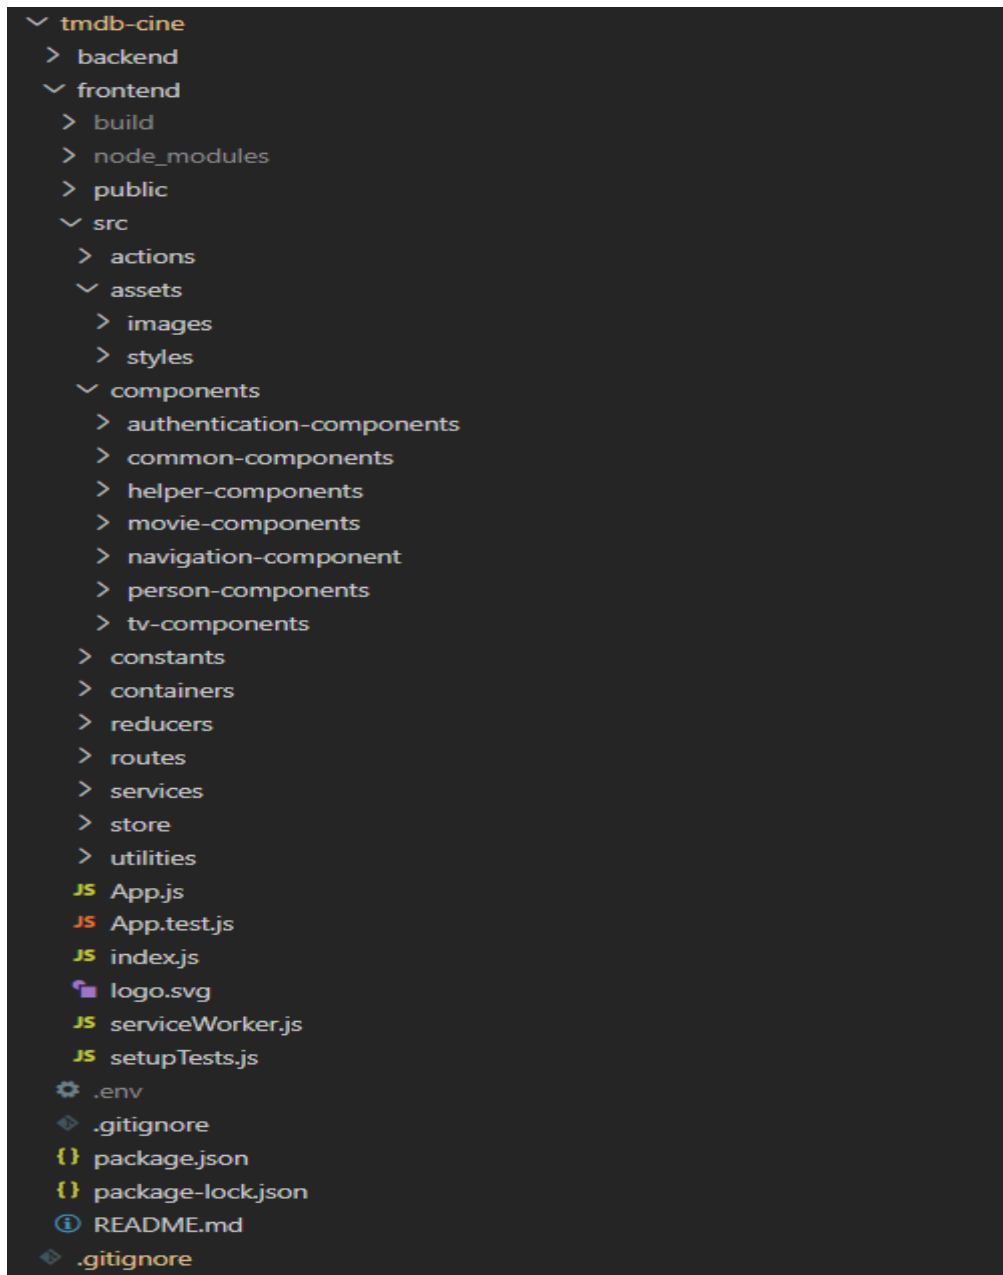 tmdb-cine
backend
frontend
build
node_modules
public
src
actions
assets
images
styles
components
authentication-components
common-components
helper-components
movie-components
navigation-component
person-components
tv-components
constants
containers
reducers
routes
services
store
utilities
JS App.js
JS App.test.js
JS index.js
logo.svg
JS serviceWorker.js
JS setupTests.js
.env
.gitignore
{} package.json
{} package-lock.json
README.md
.gitignore